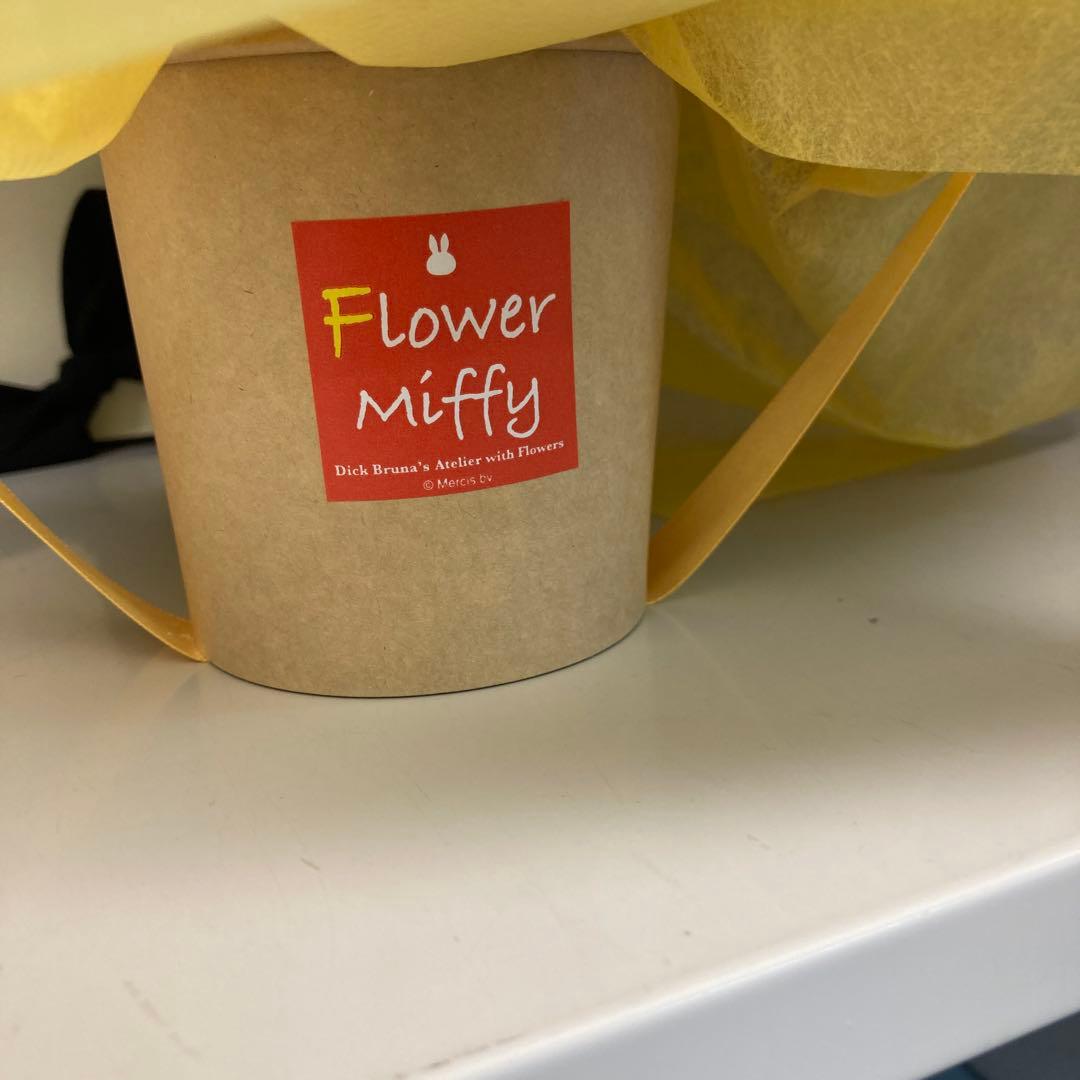 Flower
Miffy
Dick Bruna's Atelier with Flowers
© Mercis bv